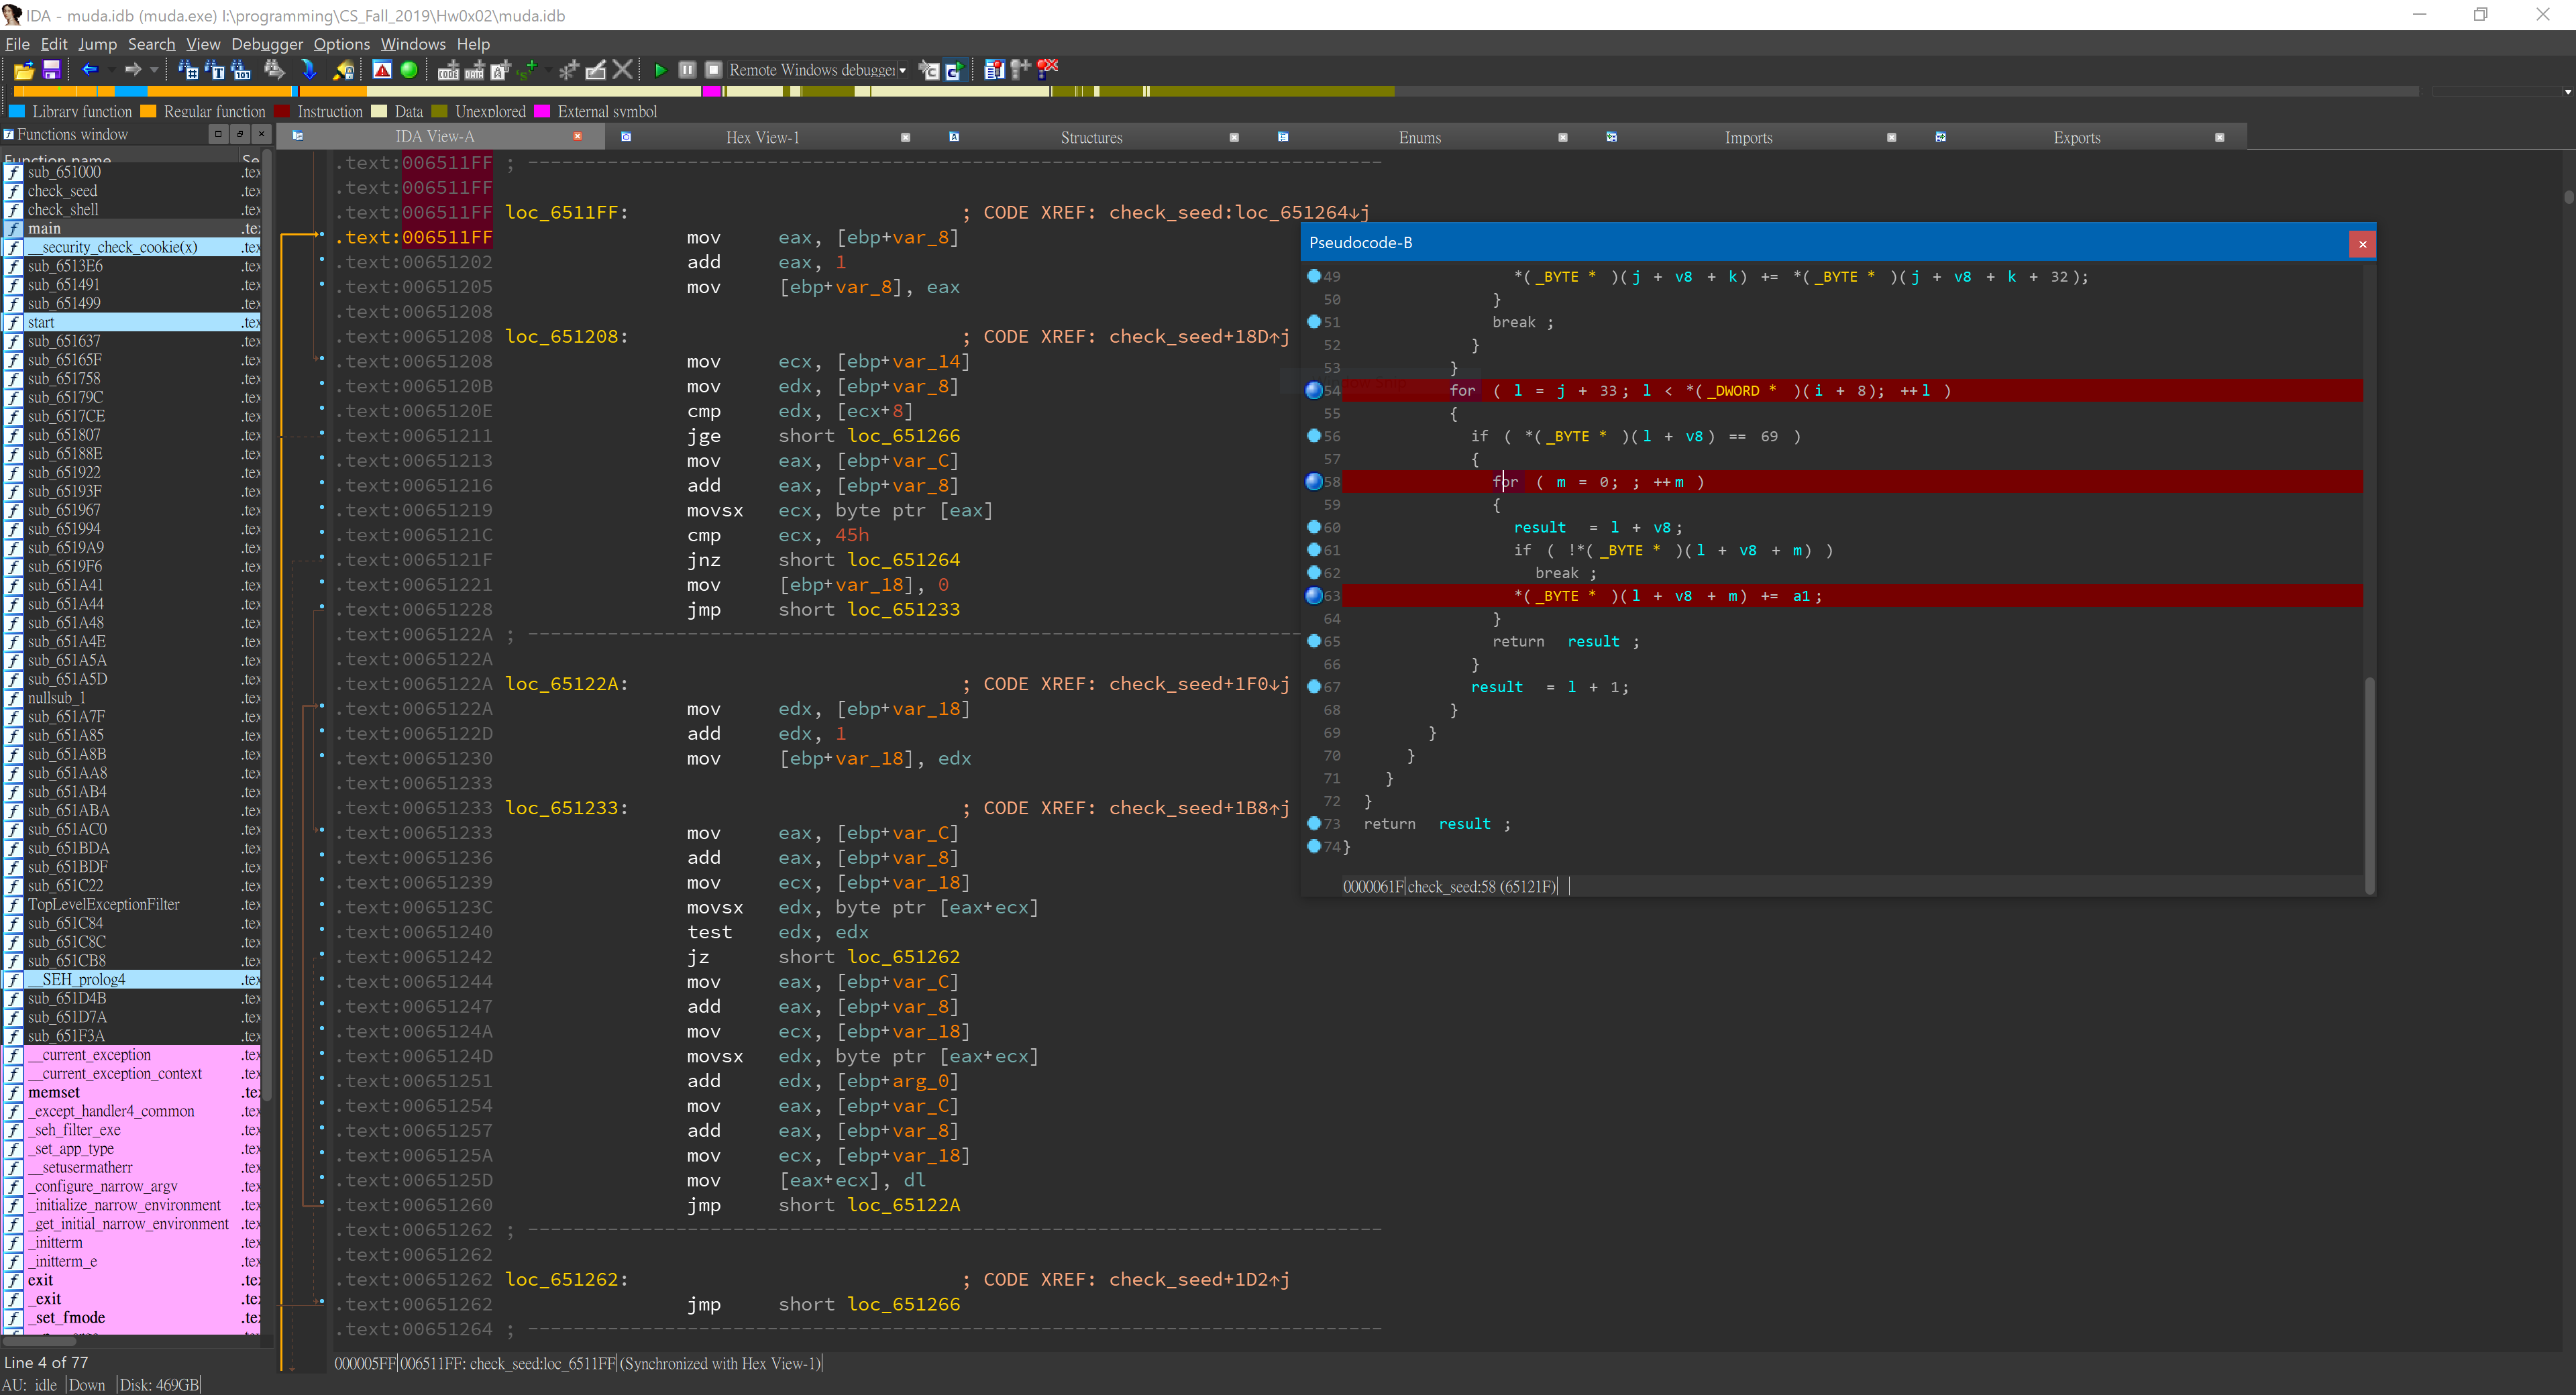 IDA - muda.idb (muda.exe) I:\programming\CS_Fall_2019\Hw0x02\muda.idb
File Edit Jump Search View Debugger Options Windows Help
Remote Windows debugger
Library function Regular function Instruction Data Unexplored External symbol
Functions window
IDA View-A Hex View-1 Structures Enums Imports Exports
Function name Se
sub_651000 .tex
check_seed .tex
check_shell .tex
main .te
__security_check_cookie(x) .tex
sub_6513E6 .tex
sub_651491 .tex
sub_651499 .tex
start .tex
sub_651637 .tex
sub_65165F .tex
sub_651758 .tex
sub_65179C .tex
sub_6517CE .tex
sub_651807 .tex
sub_65188E .tex
sub_651922 .tex
sub_65193F .tex
sub_651967 .tex
sub_651994 .tex
sub_6519A9 .tex
sub_6519F6 .tex
sub_651A41 .tex
sub_651A44 .tex
sub_651A48 .tex
sub_651A4E .tex
sub_651A5A .tex
sub_651A5D .tex
nullsub_1 .tex
sub_651A7F .tex
sub_651A85 .tex
sub_651A8B .tex
sub_651AA8 .tex
sub_651AB4 .tex
sub_651ABA .tex
sub_651AC0 .tex
sub_651BDA .tex
sub_651BDF .tex
sub_651C22 .tex
TopLevelExceptionFilter .tex
sub_651C84 .tex
sub_651C8C .tex
sub_651CB8 .tex
__SEH_prolog4 .tex
sub_651D4B .tex
sub_651D7A .tex
sub_651F3A .tex
__current_exception .tex
__current_exception_context .tex
memset .te
_except_handler4_common .tex
_seh_filter_exe .tex
_set_app_type .tex
__setusermatherr .tex
_configure_narrow_argv .tex
_initialize_narrow_environment .tex
_get_initial_narrow_environment .tex
_initterm .tex
_initterm_e .tex
exit .te
_exit .te
_set_fmode .te
Line 4 of 77
AU: idle Down Disk: 469GB
.text:006511FF ; ---------------------------------------------------------------------------
.text:006511FF
.text:006511FF loc_6511FF: ; CODE XREF: check_seed:loc_651264↓j
.text:006511FF mov eax, [ebp+var_8]
.text:00651202 add eax, 1
.text:00651205 mov [ebp+var_8], eax
.text:00651208
.text:00651208 loc_651208: ; CODE XREF: check_seed+18D↑j
.text:00651208 mov ecx, [ebp+var_14]
.text:0065120B mov edx, [ebp+var_8]
.text:0065120E cmp edx, [ecx+8]
.text:00651211 jge short loc_651266
.text:00651213 mov eax, [ebp+var_C]
.text:00651216 add eax, [ebp+var_8]
.text:00651219 movsx ecx, byte ptr [eax]
.text:0065121C cmp ecx, 45h
.text:0065121F jnz short loc_651264
.text:00651221 mov [ebp+var_18], 0
.text:00651228 jmp short loc_651233
.text:0065122A ; ---------------------------------------------------------------------------
.text:0065122A
.text:0065122A loc_65122A: ; CODE XREF: check_seed+1F0↓j
.text:0065122A mov edx, [ebp+var_18]
.text:0065122D add edx, 1
.text:00651230 mov [ebp+var_18], edx
.text:00651233
.text:00651233 loc_651233: ; CODE XREF: check_seed+1B8↑j
.text:00651233 mov eax, [ebp+var_C]
.text:00651236 add eax, [ebp+var_8]
.text:00651239 mov ecx, [ebp+var_18]
.text:0065123C movsx edx, byte ptr [eax+ecx]
.text:00651240 test edx, edx
.text:00651242 jz short loc_651262
.text:00651244 mov eax, [ebp+var_C]
.text:00651247 add eax, [ebp+var_8]
.text:0065124A mov ecx, [ebp+var_18]
.text:0065124D movsx edx, byte ptr [eax+ecx]
.text:00651251 add edx, [ebp+arg_0]
.text:00651254 mov eax, [ebp+var_C]
.text:00651257 add eax, [ebp+var_8]
.text:0065125A mov ecx, [ebp+var_18]
.text:0065125D mov [eax+ecx], dl
.text:00651260 jmp short loc_65122A
.text:00651262 ; ---------------------------------------------------------------------------
.text:00651262
.text:00651262 loc_651262: ; CODE XREF: check_seed+1D2↑j
.text:00651262 jmp short loc_651266
.text:00651264 ; ---------------------------------------------------------------------------
000005FF 006511FF: check_seed:loc_6511FF (Synchronized with Hex View-1)
Pseudocode-B
49 *(_BYTE *)(j + v8 + k) += *(_BYTE *)(j + v8 + k + 32);
50 }
51 break;
52 }
53 }
54 for ( l = j + 33; l < *(_DWORD *)(i + 8); ++l )
55 {
56 if ( *(_BYTE *)(l + v8) == 69 )
57 {
58 for ( m = 0; ; ++m )
59 {
60 result = l + v8;
61 if ( !*(_BYTE *)(l + v8 + m) )
62 break;
63 *(_BYTE *)(l + v8 + m) += a1;
64 }
65 return result;
66 }
67 result = l + 1;
68 }
69 }
70 }
71 }
72 }
73 return result;
74 }
0000061F check_seed:58 (65121F)